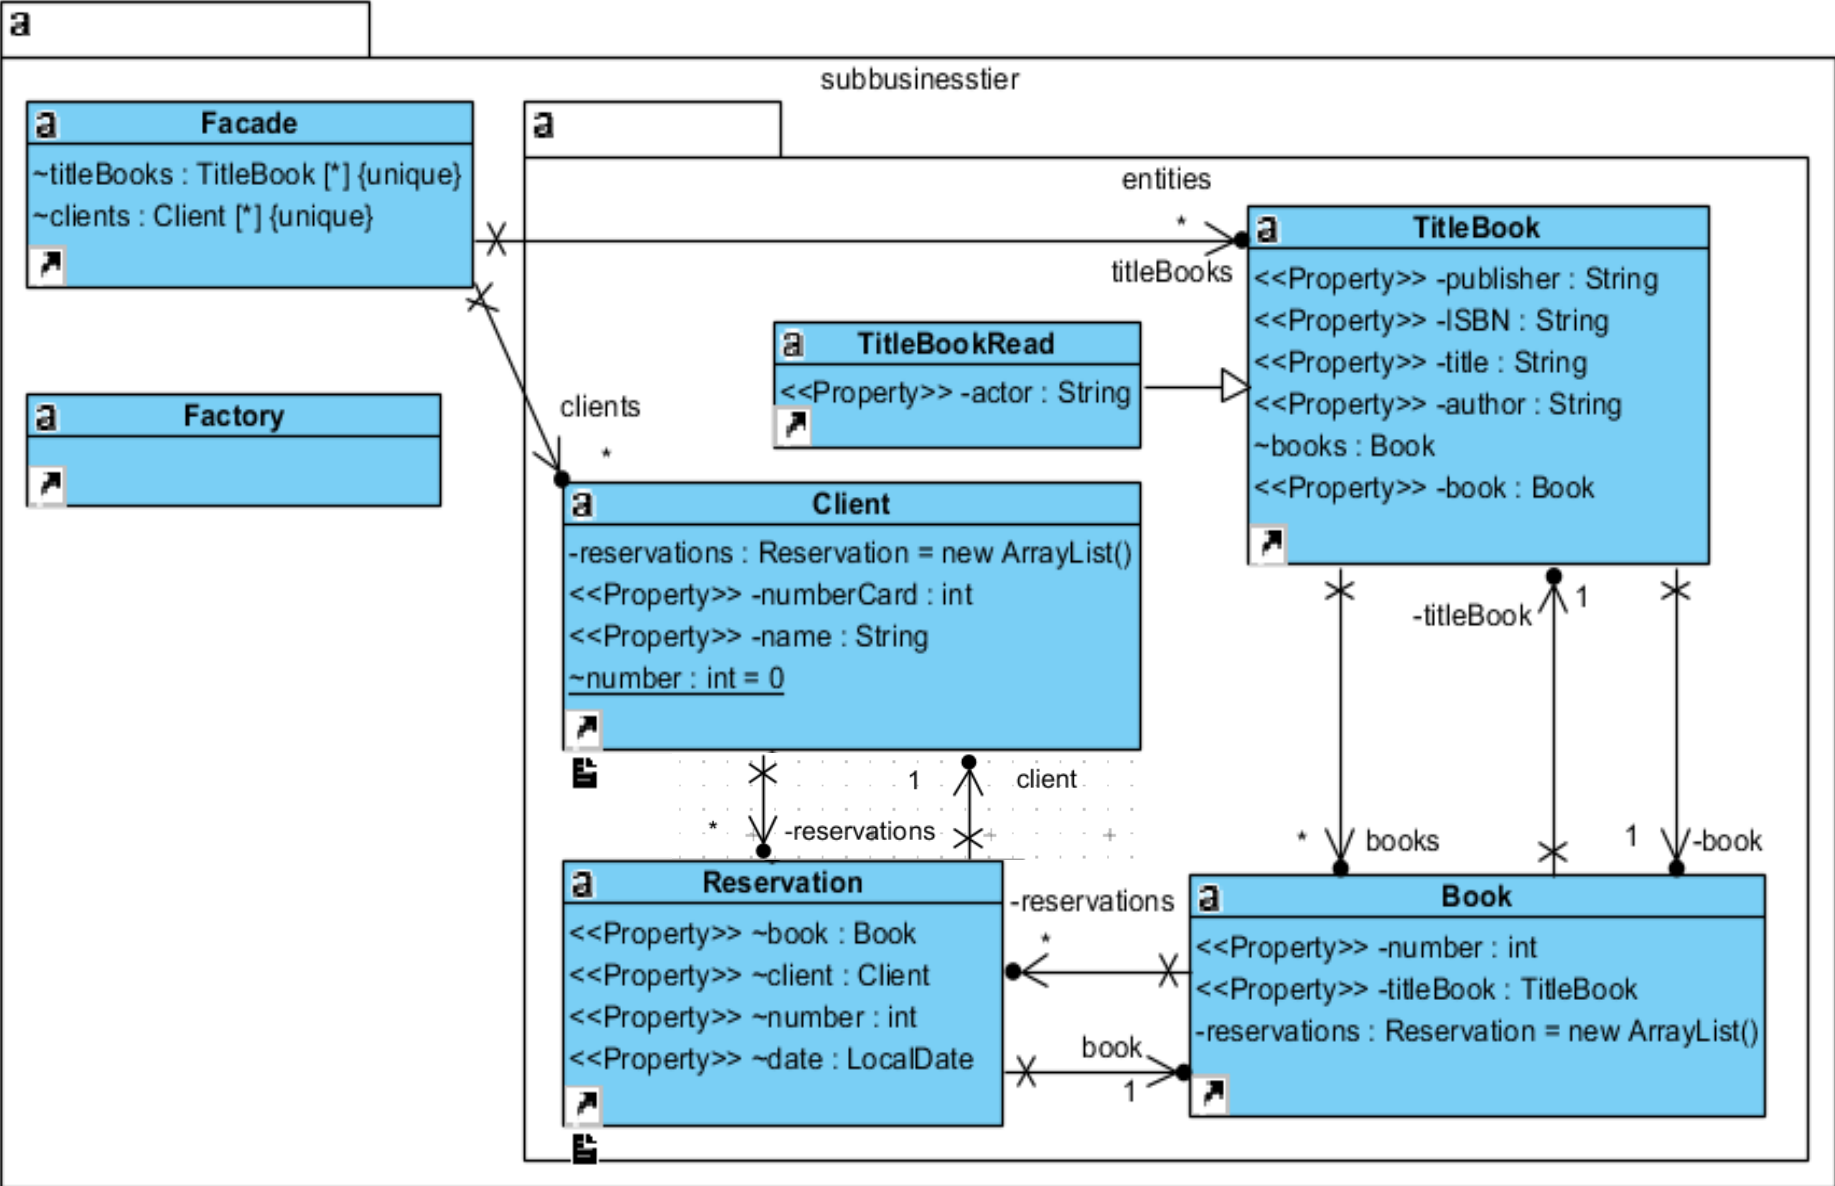 subbusinesstier
Facade
~titleBooks : TitleBook [*] {unique}
~clients : Client [*] {unique}
Factory
entities
*
titleBooks
clients
*
TitleBookRead
<<Property>> -actor : String
TitleBook
<<Property>> -publisher : String
<<Property>> -ISBN : String
<<Property>> -title : String
<<Property>> -author : String
~books : Book
<<Property>> -book : Book
Client
-reservations : Reservation = new ArrayList()
<<Property>> -numberCard : int
<<Property>> -name : String
~number : int = 0
1
client
*
-reservations
-titleBook
1
*
books
1
-book
Reservation
<<Property>> ~book : Book
<<Property>> ~client : Client
<<Property>> ~number : int
<<Property>> ~date : LocalDate
-reservations
*
book
1
Book
<<Property>> -number : int
<<Property>> -titleBook : TitleBook
-reservations : Reservation = new ArrayList()